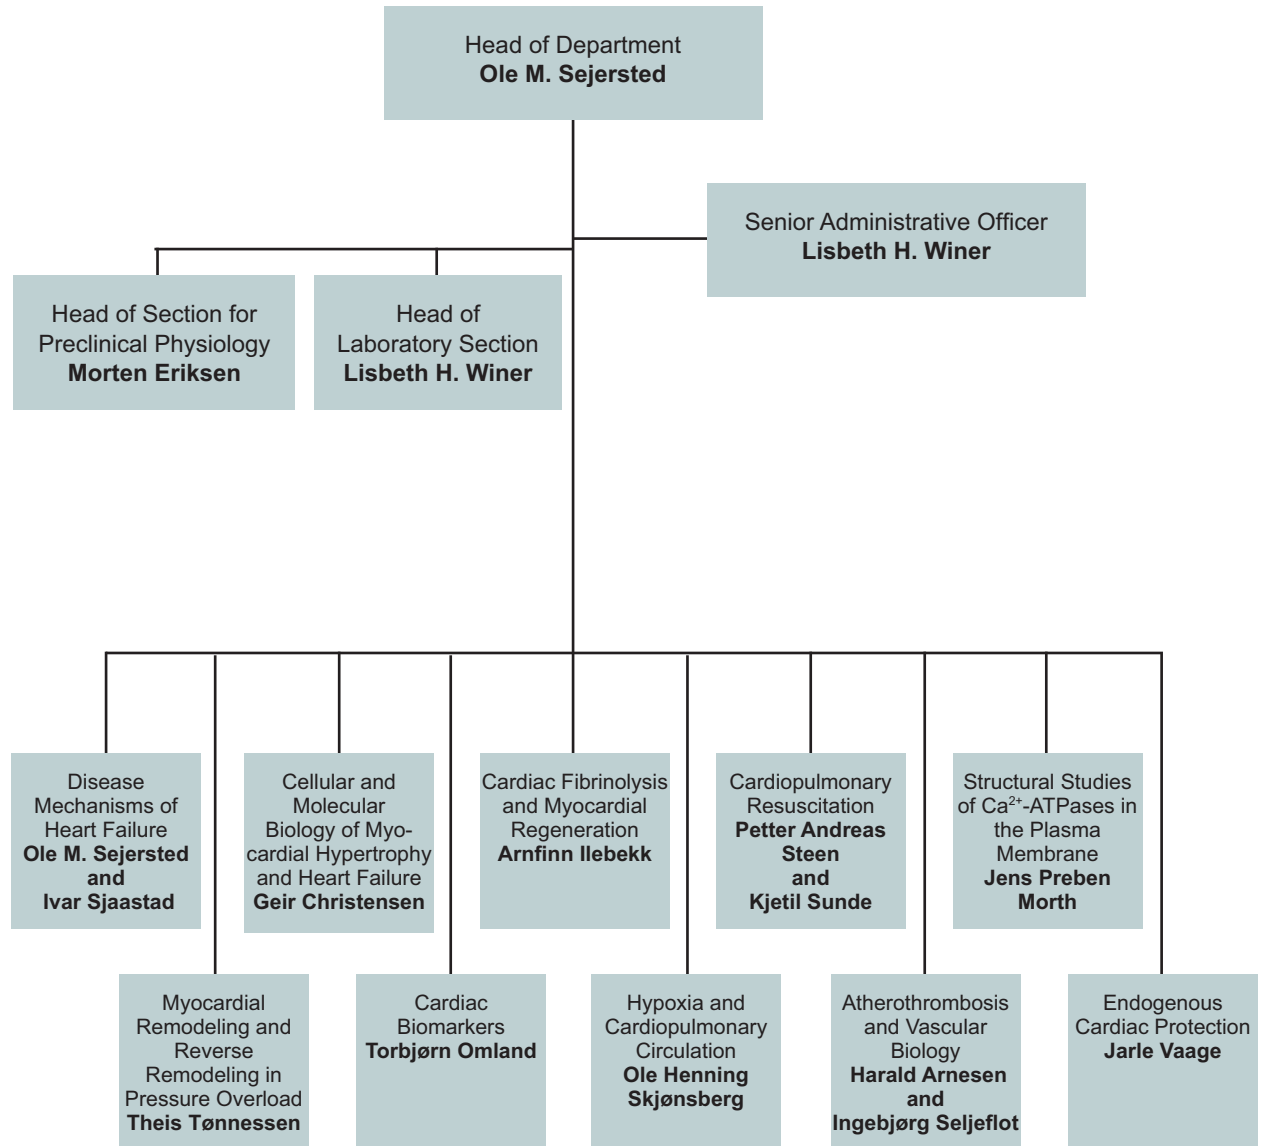 Head of Department
Ole M. Sejersted
Senior Administrative Officer
Lisbeth H. Winer
Head of Section for
Preclinical Physiology
Morten Eriksen
Head of
Laboratory Section
Lisbeth H. Winer
Disease
Mechanisms of
Heart Failure
Ole M. Sejersted
and
Ivar Sjaastad
Cellular and
Molecular
Biology of Myo-
cardial Hypertrophy
and Heart Failure
Geir Christensen
Cardiac Fibrinolysis
and Myocardial
Regeneration
Arnfinn Ilebekk
Cardiopulmonary
Resuscitation
Petter Andreas
Steen
and
Kjetil Sunde
Structural Studies
of Ca²⁺-ATPases in
the Plasma
Membrane
Jens Preben
Morth
Myocardial
Remodeling and
Reverse
Remodeling in
Pressure Overload
Theis Tønnessen
Cardiac
Biomarkers
Torbjørn Omland
Hypoxia and
Cardiopulmonary
Circulation
Ole Henning
Skjønsberg
Atherothrombosis
and Vascular
Biology
Harald Arnesen
and
Ingebjørg Seljeflot
Endogenous
Cardiac Protection
Jarle Vaage